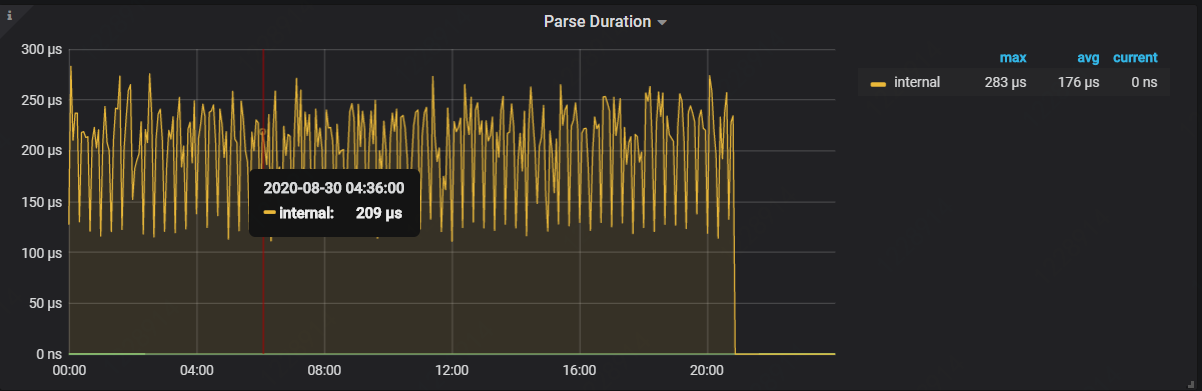 i
Parse Duration
300 µs
250 µs
200 µs
150 µs
100 µs
50 µs
0 ns
00:00 04:00 08:00 12:00 16:00 20:00
2020-08-30 04:36:00
internal: 209 µs
max avg current
internal 283 µs 176 µs 0 ns